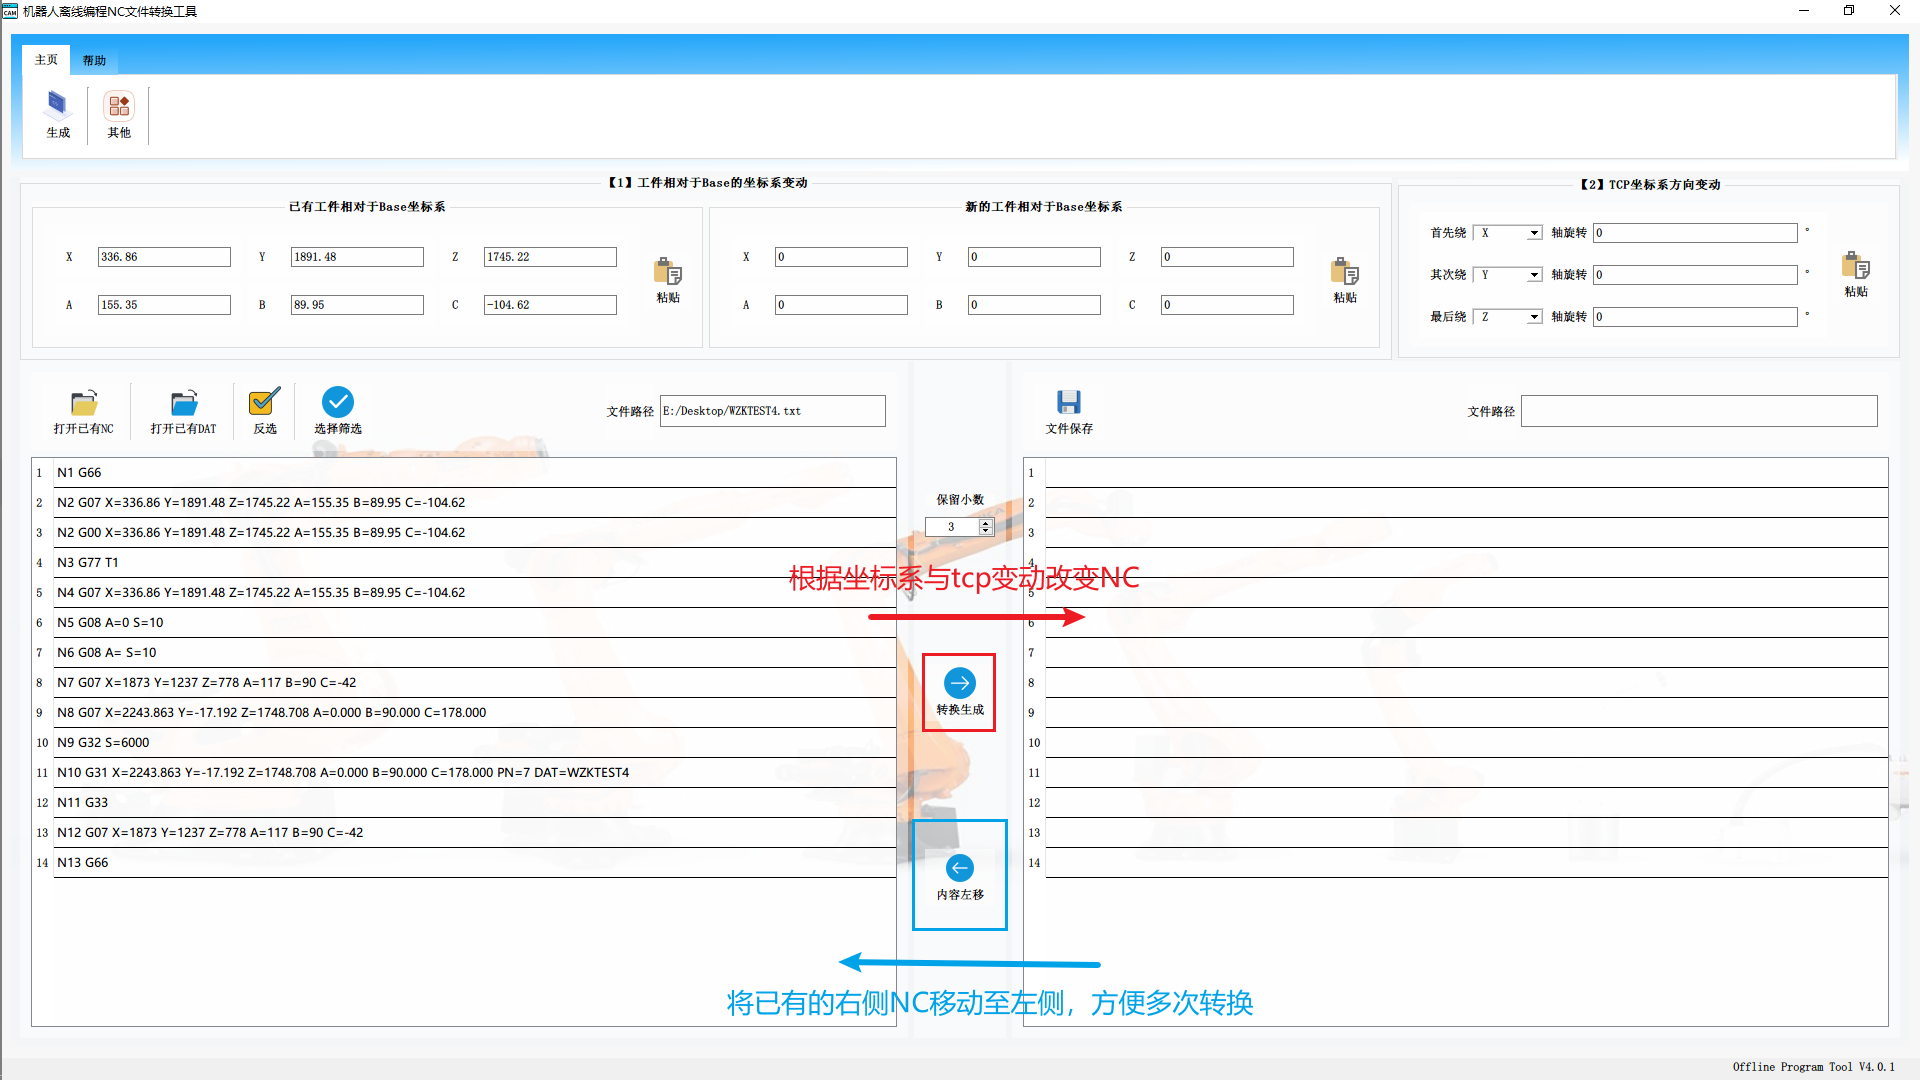 机器人离线编程NC文件转换工具
主页 帮助
生成 其他
【1】工件相对于Base的坐标系变动
【2】TCP坐标系方向变动
已有工件相对于Base坐标系
X 336.86 Y 1891.48 Z 1745.22
A 155.35 B 89.95 C -104.62
粘贴
新的工件相对于Base坐标系
X 0 Y 0 Z 0
A 0 B 0 C 0
粘贴
首先绕 X 轴旋转 0 °
其次绕 Y 轴旋转 0 °
最后绕 Z 轴旋转 0 °
粘贴
打开已有NC 打开已有DAT 反选 选择筛选 文件路径 E:/Desktop/WZKTEST4.txt
文件保存 文件路径
1 N1 G66
2 N2 G07 X=336.86 Y=1891.48 Z=1745.22 A=155.35 B=89.95 C=-104.62
3 N2 G00 X=336.86 Y=1891.48 Z=1745.22 A=155.35 B=89.95 C=-104.62
4 N3 G77 T1
5 N4 G07 X=336.86 Y=1891.48 Z=1745.22 A=155.35 B=89.95 C=-104.62
6 N5 G08 A=0 S=10
7 N6 G08 A= S=10
8 N7 G07 X=1873 Y=1237 Z=778 A=117 B=90 C=-42
9 N8 G07 X=2243.863 Y=-17.192 Z=1748.708 A=0.000 B=90.000 C=178.000
10 N9 G32 S=6000
11 N10 G31 X=2243.863 Y=-17.192 Z=1748.708 A=0.000 B=90.000 C=178.000 PN=7 DAT=WZKTEST4
12 N11 G33
13 N12 G07 X=1873 Y=1237 Z=778 A=117 B=90 C=-42
14 N13 G66
保留小数
3
根据坐标系与tcp变动改变NC
转换生成
内容左移
将已有的右侧NC移动至左侧，方便多次转换
1
2
3
4
5
6
7
8
9
10
11
12
13
14
Offline Program Tool V4.0.1